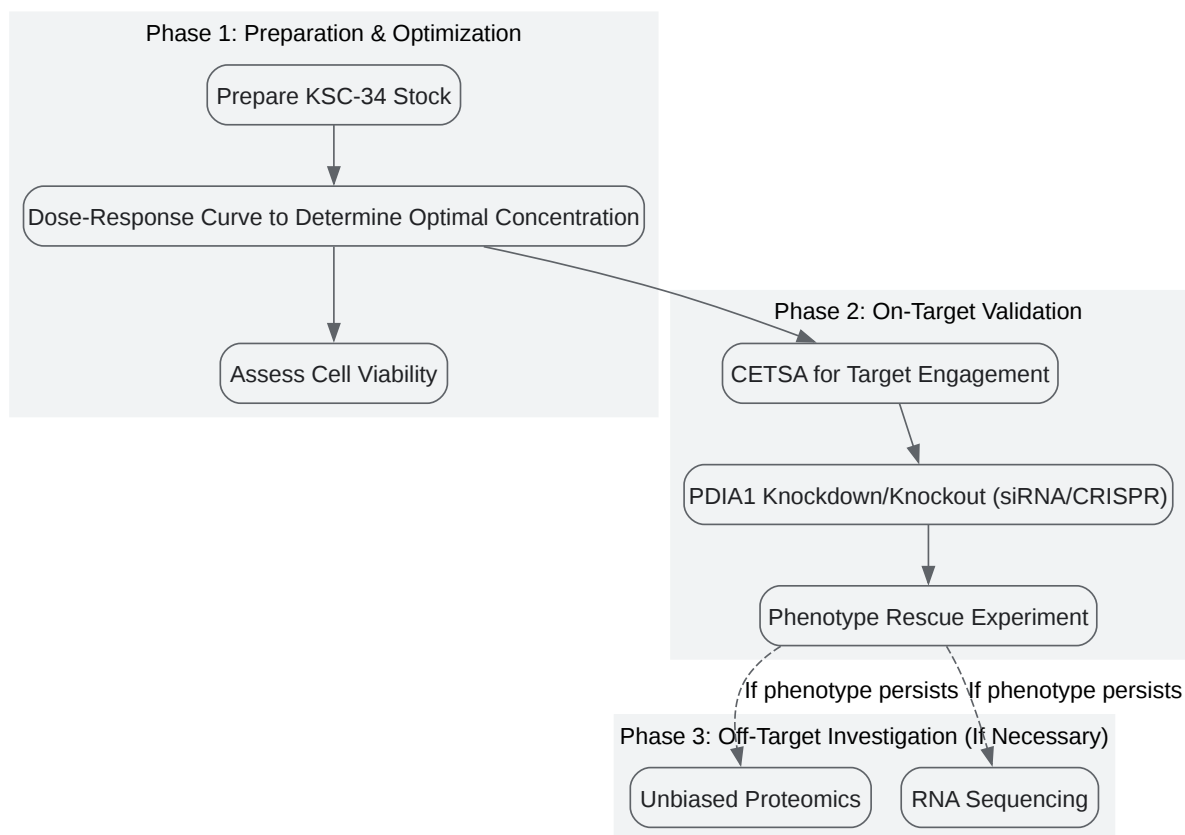 Phase 1: Preparation & Optimization
Prepare KSC-34 Stock
Dose-Response Curve to Determine Optimal Concentration
Assess Cell Viability
Phase 2: On-Target Validation
CETSA for Target Engagement
PDIA1 Knockdown/Knockout (siRNA/CRISPR)
Phenotype Rescue Experiment
If phenotype persists
If phenotype persists
Phase 3: Off-Target Investigation (If Necessary)
Unbiased Proteomics
RNA Sequencing